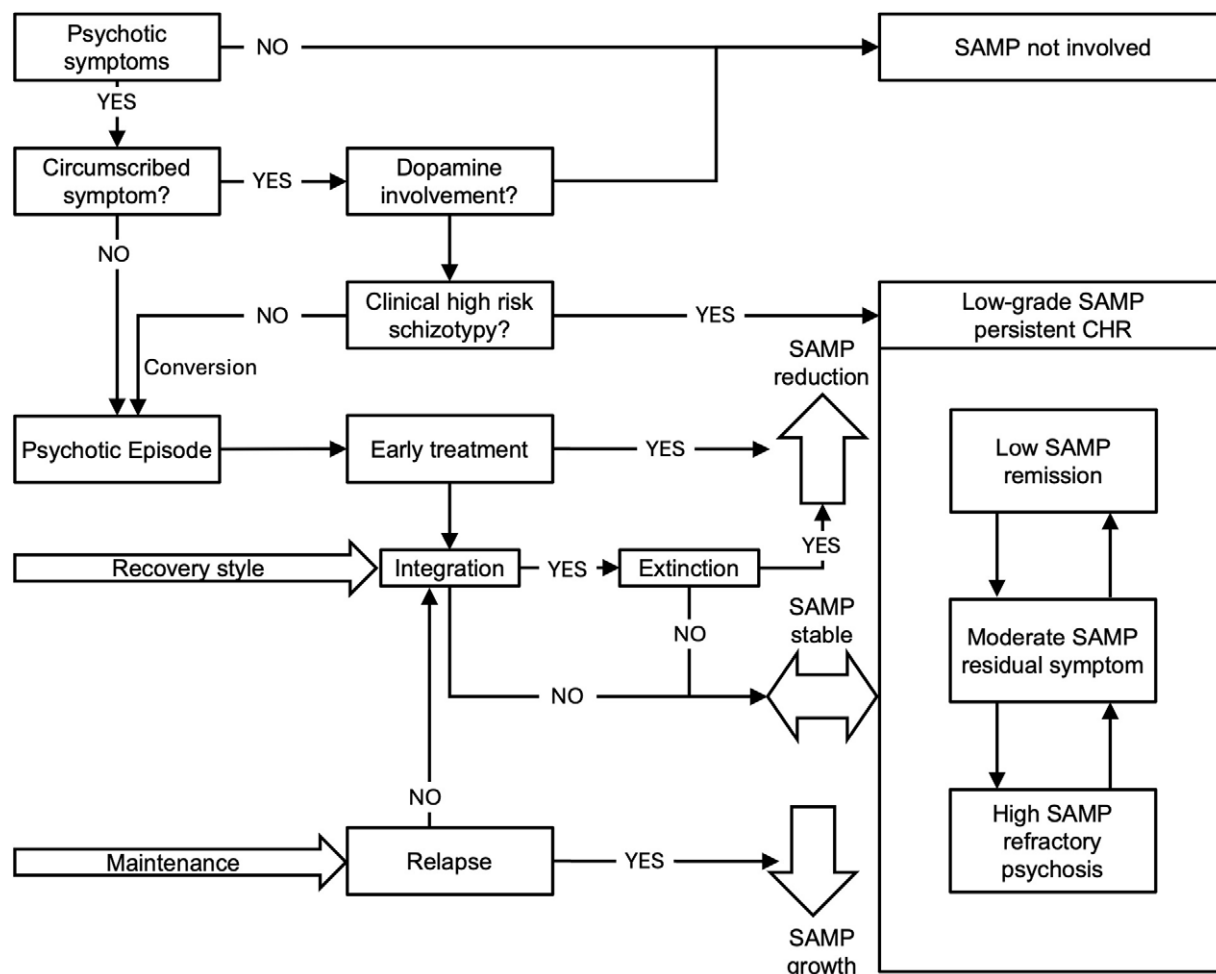 Psychotic
symptoms
NO
SAMP not involved
YES
Circumscribed
symptom?
YES
Dopamine
involvement?
NO
Clinical high risk
schizotypy?
NO
YES
Low-grade SAMP
persistent CHR
Conversion
SAMP
reduction
Psychotic Episode
Early treatment
YES
Low SAMP
remission
YES
Recovery style
Integration
YES
Extinction
SAMP
stable
NO
Moderate SAMP
residual symptom
NO
NO
High SAMP
refractory
psychosis
Maintenance
Relapse
YES
SAMP
growth